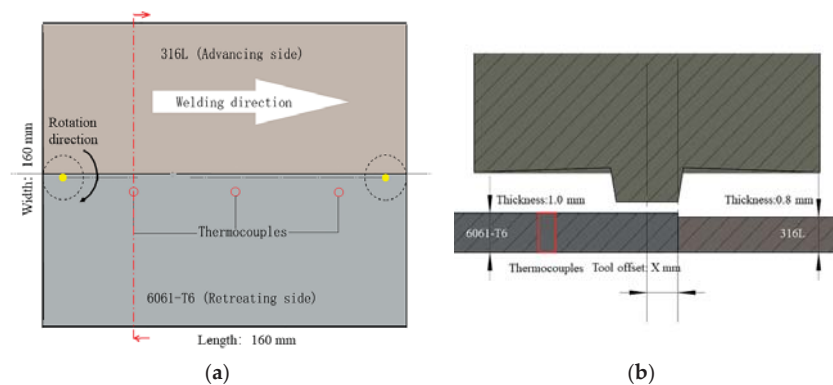 316L (Advancing side)
Welding direction
Rotation
direction
Width: 160 mm
Thermocouples
6061-T6 (Retreating side)
Length: 160 mm
(a)
Thickness:1.0 mm
Thickness:0.8 mm
6061-T6
316L
Thermocouples
Tool offset: X mm
(b)